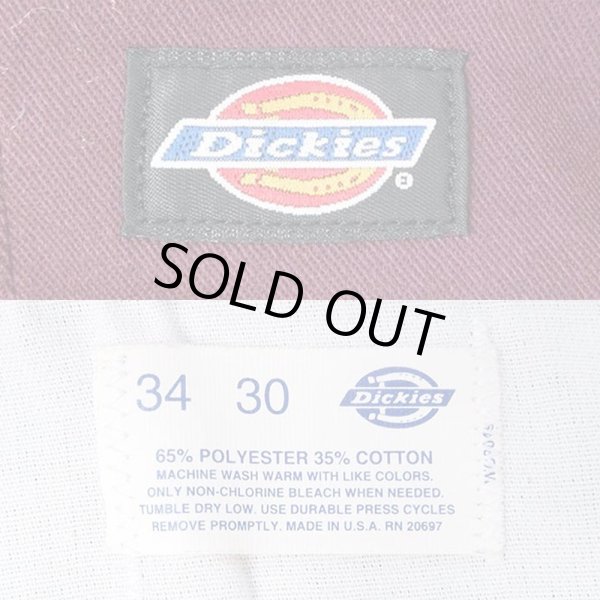 Dickies
SOLD OUT
34 30 Dickies
65% POLYESTER 35% COTTON
MACHINE WASH WARM WITH LIKE COLORS.
ONLY NON-CHLORINE BLEACH WHEN NEEDED.
TUMBLE DRY LOW. USE DURABLE PRESS CYCLES
REMOVE PROMPTLY. MADE IN U.S.A. RN 20697